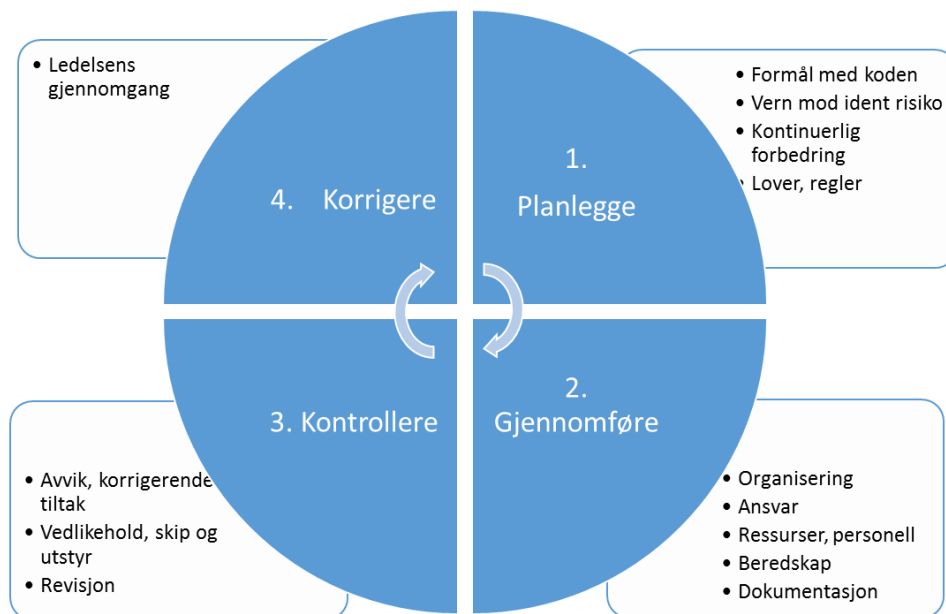 • Ledelsens
gjennomgang
4. Korrigere
1.
Planlegge
• Formål med koden
• Vern mod ident risiko
• Kontinuerlig
forbedring
• Lover, regler
3. Kontrollere
• Avvik, korrigerende
tiltak
• Vedlikehold, skip og
utstyr
• Revisjon
2.
Gjennomføre
• Organisering
• Ansvar
• Ressurser, personell
• Beredskap
• Dokumentasjon